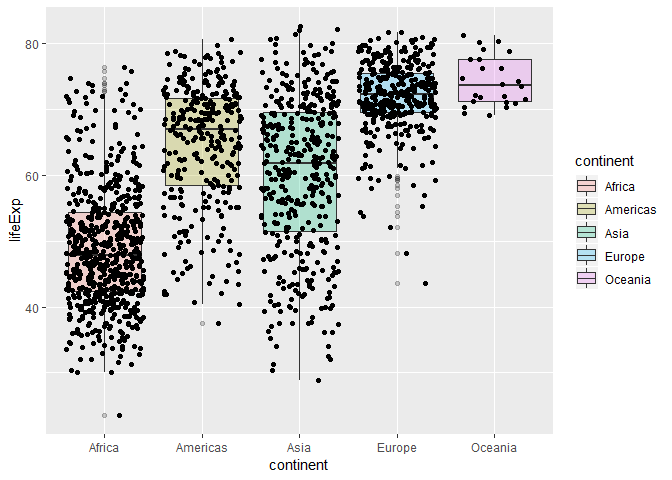 80
60
40
lifeExp
Africa
Americas
Asia
Europe
Oceania
continent
continent
Africa
Americas
Asia
Europe
Oceania